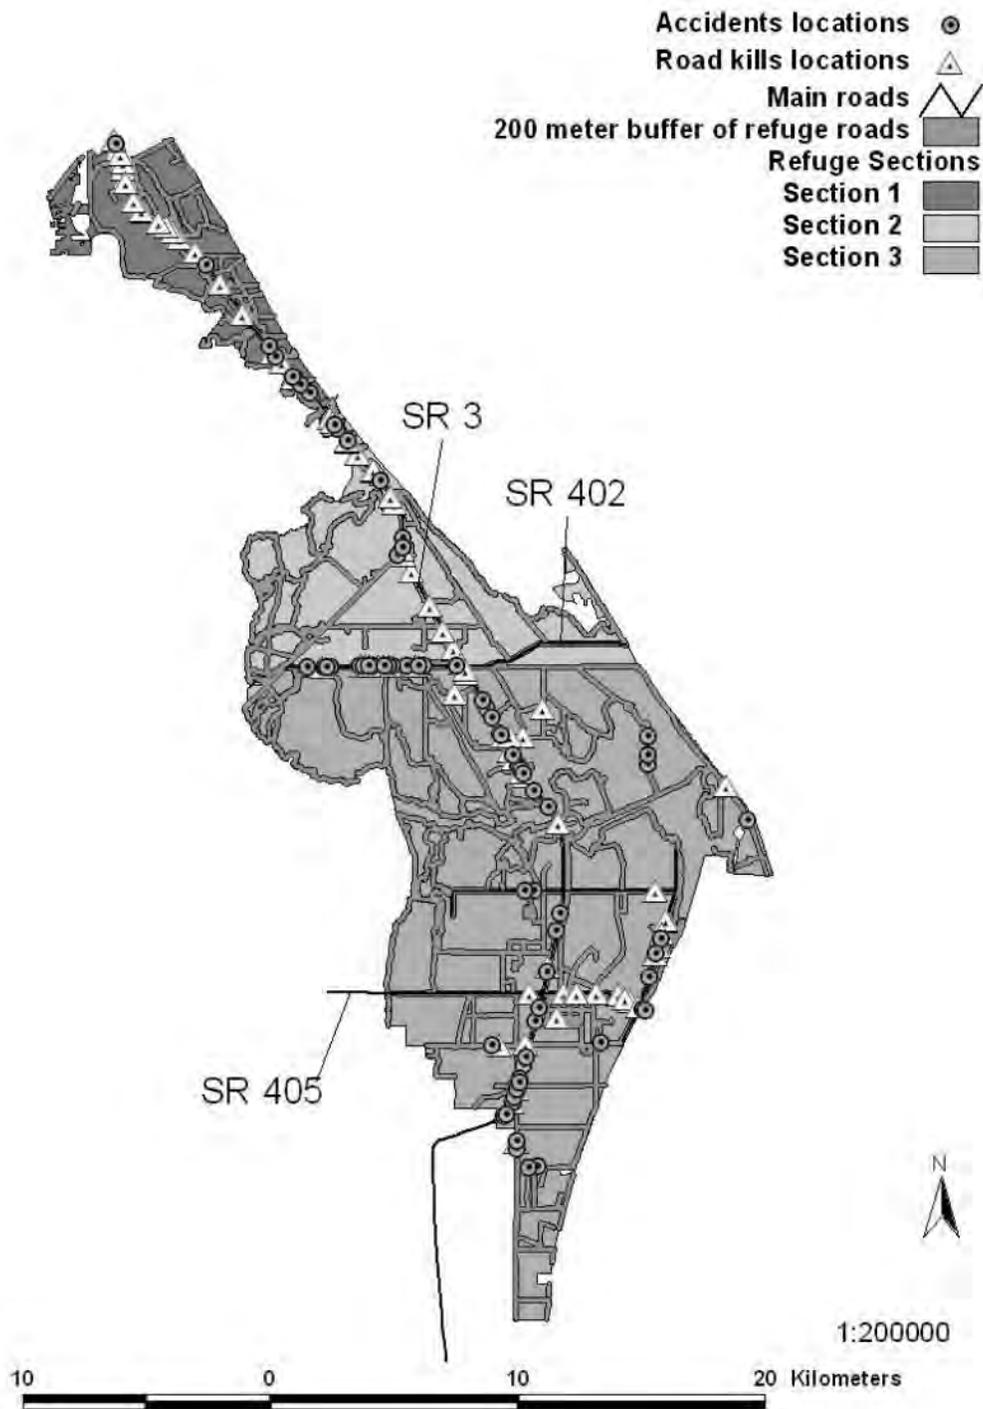 Accidents locations
Road kills locations
Main roads
200 meter buffer of refuge roads
Refuge Sections
Section 1
Section 2
Section 3
SR 3
SR 402
SR 405
N
1:200000
10 0 10 20 Kilometers